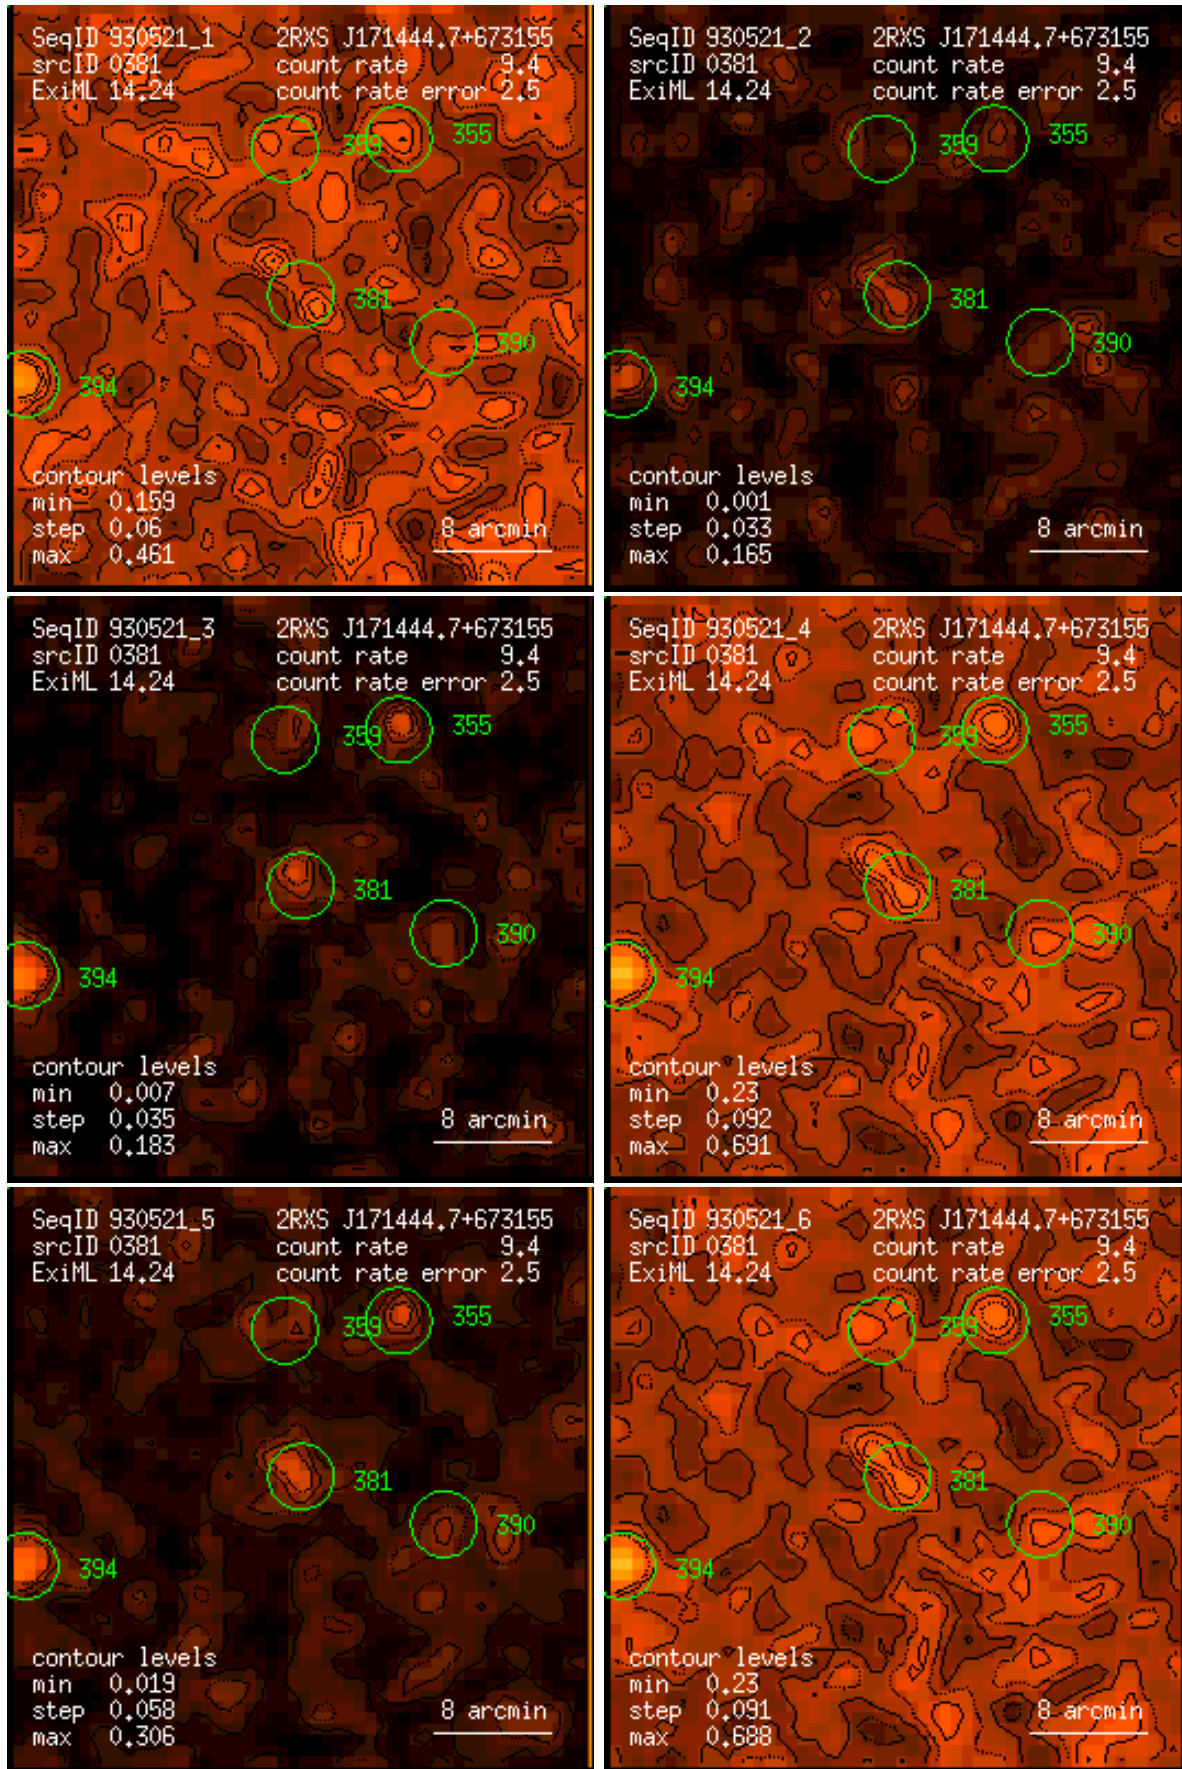 SeqID 930521_1 2RXS J171444.7+673155
srcID 0381 count rate 9.4
ExiML 14.24 count rate error 2.5
359 355
381
390
394
contour levels
min 0.159
step 0.06 8 arcmin
max 0.461
SeqID 930521_2 2RXS J171444.7+673155
srcID 0381 count rate 9.4
ExiML 14.24 count rate error 2.5
359 355
381
390
394
contour levels
min 0.001
step 0.033 8 arcmin
max 0.165
SeqID 930521_3 2RXS J171444.7+673155
srcID 0381 count rate 9.4
ExiML 14.24 count rate error 2.5
359 355
381
390
394
contour levels
min 0.007
step 0.035 8 arcmin
max 0.183
SeqID 930521_4 2RXS J171444.7+673155
srcID 0381 count rate 9.4
ExiML 14.24 count rate error 2.5
359 355
381
390
394
contour levels
min 0.23
step 0.092 8 arcmin
max 0.691
SeqID 930521_5 2RXS J171444.7+673155
srcID 0381 count rate 9.4
ExiML 14.24 count rate error 2.5
359 355
381
390
394
contour levels
min 0.019
step 0.058 8 arcmin
max 0.306
SeqID 930521_6 2RXS J171444.7+673155
srcID 0381 count rate 9.4
ExiML 14.24 count rate error 2.5
359 355
381
390
394
contour levels
min 0.23
step 0.091 8 arcmin
max 0.688